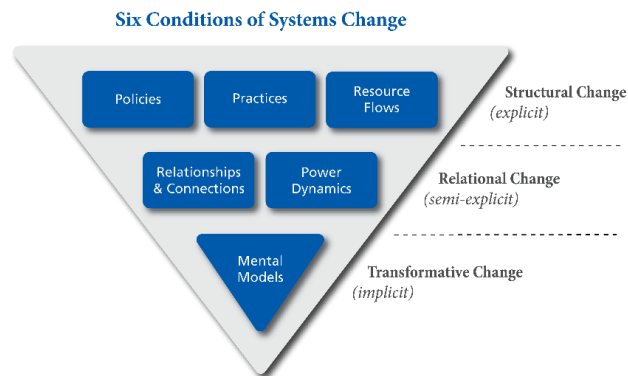 Six Conditions of Systems Change
Policies
Practices
Resource
Flows
Structural Change
(explicit)
Relationships
& Connections
Power
Dynamics
Relational Change
(semi-explicit)
Mental
Models
Transformative Change
(implicit)